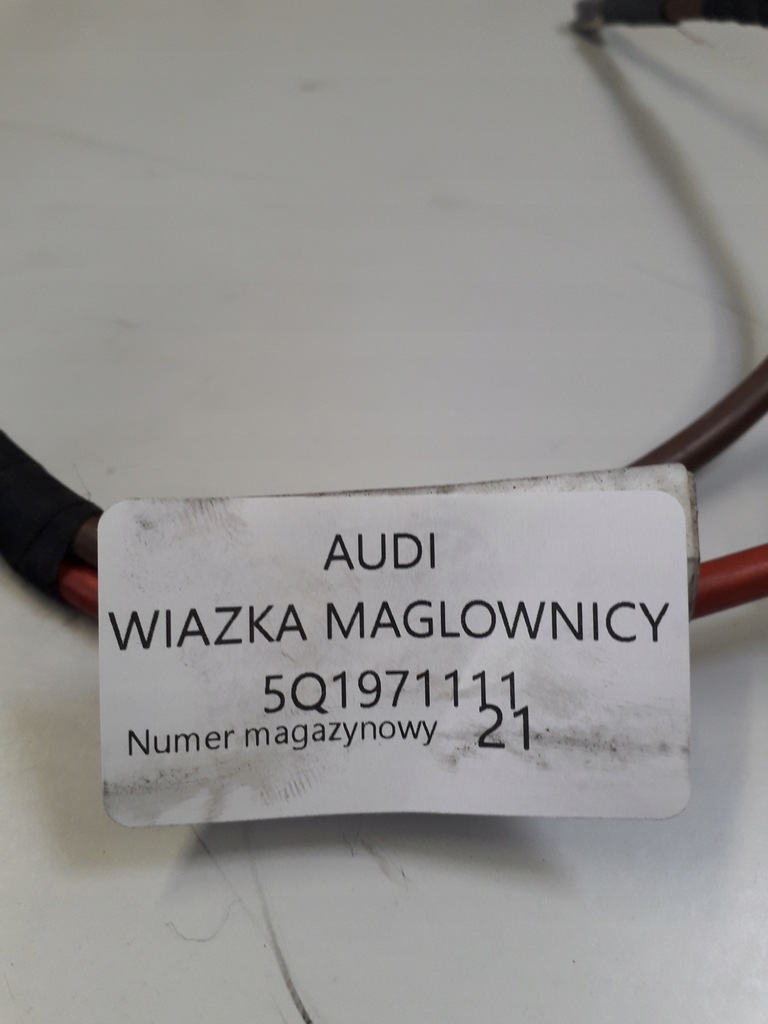 AUDI
WIAZKA MAGLOWNICY
5Q1971111
Numer magazynowy 21